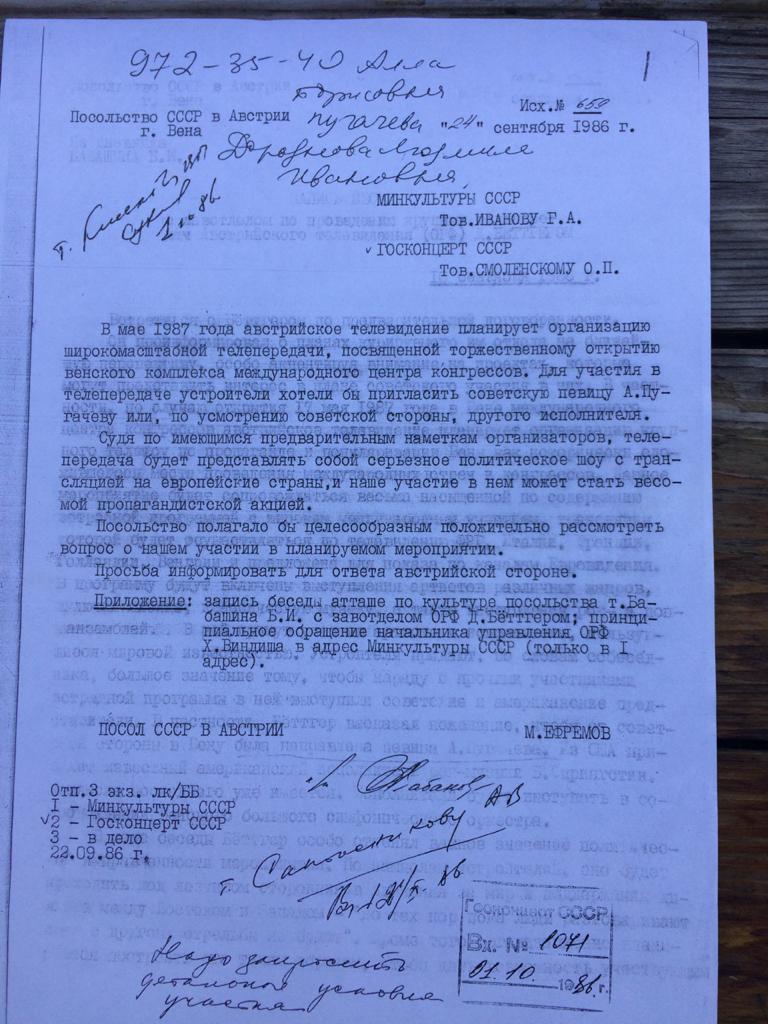 972-35-40 Алла
Борисовна
Пугачева
Людмила
Ивановна
1
Исх.№ 659
Посольство СССР в Австрии
г. Вена
"24" сентября 1986 г.
МИНКУЛЬТУРЫ СССР
Тов.ИВАНОВУ Г.А.
✓ ГОСКОНЦЕРТ СССР
Тов.СМОЛЕНСКОМУ О.П.
В мае 1987 года австрийское телевидение планирует организацию
широкомасштабной телепередачи, посвященной торжественному открытию
венского комплекса международного центра конгрессов. Для участия в
телепередаче устроители хотели бы пригласить советскую певицу А.Пу-
гачеву или, по усмотрению советской стороны, другого исполнителя.
Судя по имеющимся предварительным наметкам организаторов, теле-
передача будет представлять собой серьезное политическое шоу с тран-
сляцией на европейские страны,и наше участие в нем может стать весо-
мой пропагандистской акцией.
Посольство полагало бы целесообразным положительно рассмотреть
вопрос о нашем участии в планируемом мероприятии.
Просьба информировать для ответа австрийской стороне.
Приложение: запись беседы атташе по культуре посольства т.Ба-
башина Б.И. с завотделом ОРФ Д.Бёттгером; принци-
пиальное обращение начальника управления ОРФ
Х.Виндиша в адрес Минкультуры СССР (только в I
адрес).
ПОСОЛ СССР В АВСТРИИ
М.ЕФРЕМОВ
Отп.3 экз. лк/ББ
I - Минкультуры СССР
✓2 - Госконцерт СССР
3 - в дело
22.09.86 г.
т. Сапожникову
Госконцерт СССР
Вх. № 1071
01.10. 1986 г.
Надо запросить
детальные условия
участия